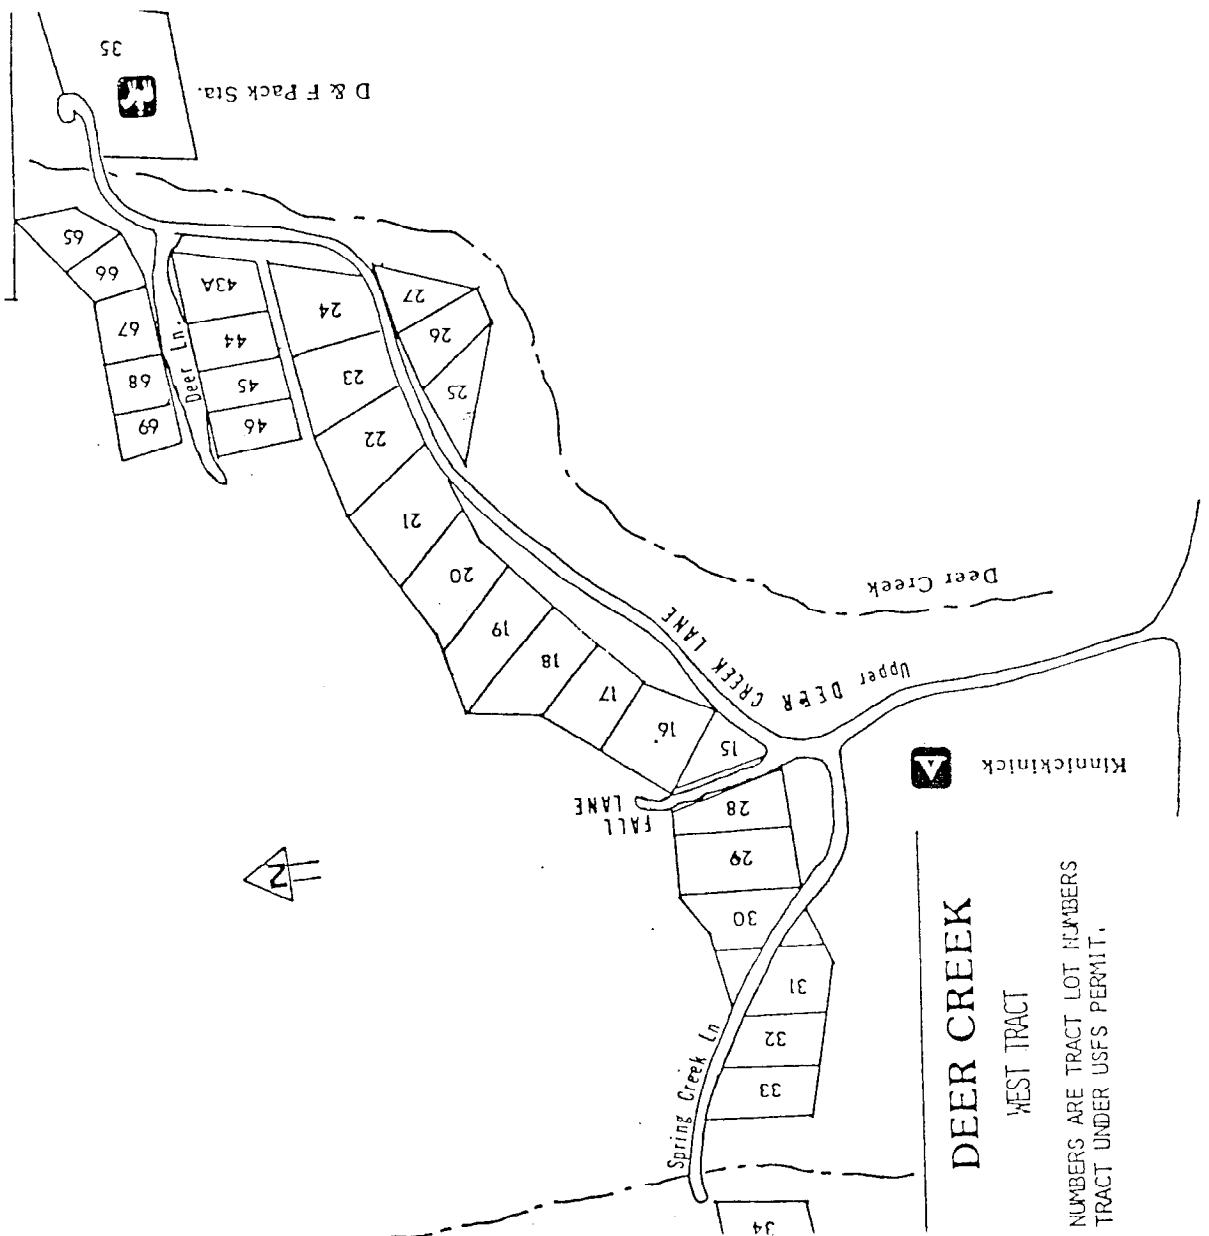 35
D & F Pack Sta.
65
66
67
68
69
Deer Ln.
43A
44
45
46
24
23
22
21
20
19
18
17
16
15
27
26
25
Deer Creek
Upper DEER CREEK LANE
FALL
LANE
Kinnickinick
28
29
30
31
32
33
34
Spring Creek Ln
N
DEER CREEK
WEST TRACT
NUMBERS ARE TRACT LOT NUMBERS
TRACT UNDER USFS PERMIT.